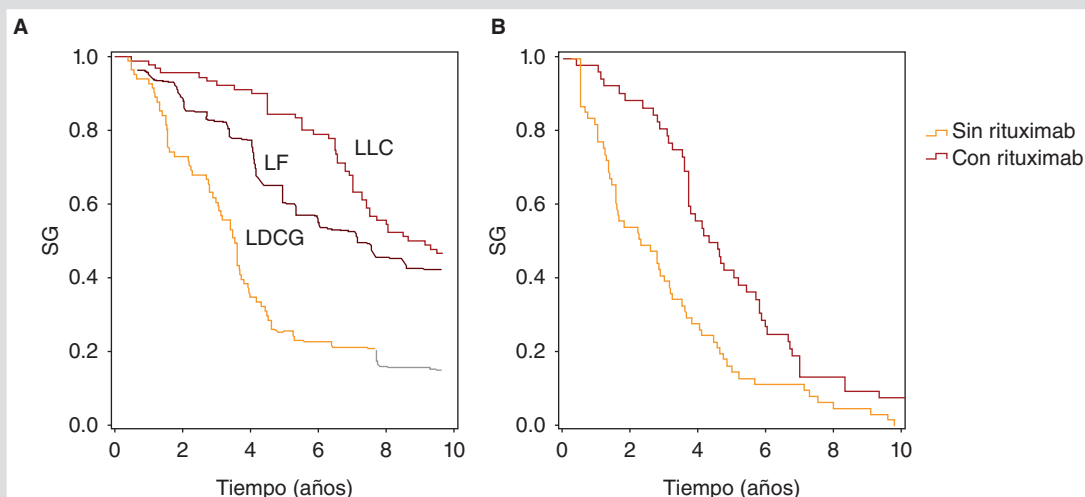 A
1.0
0.8
0.6
0.4
0.2
0.0
SG
LLC
LF
LDCG
0 2 4 6 8 10
Tiempo (años)
B
1.0
0.8
0.6
0.4
0.2
0.0
SG
0 2 4 6 8 10
Tiempo (años)
Sin rituximab
Con rituximab